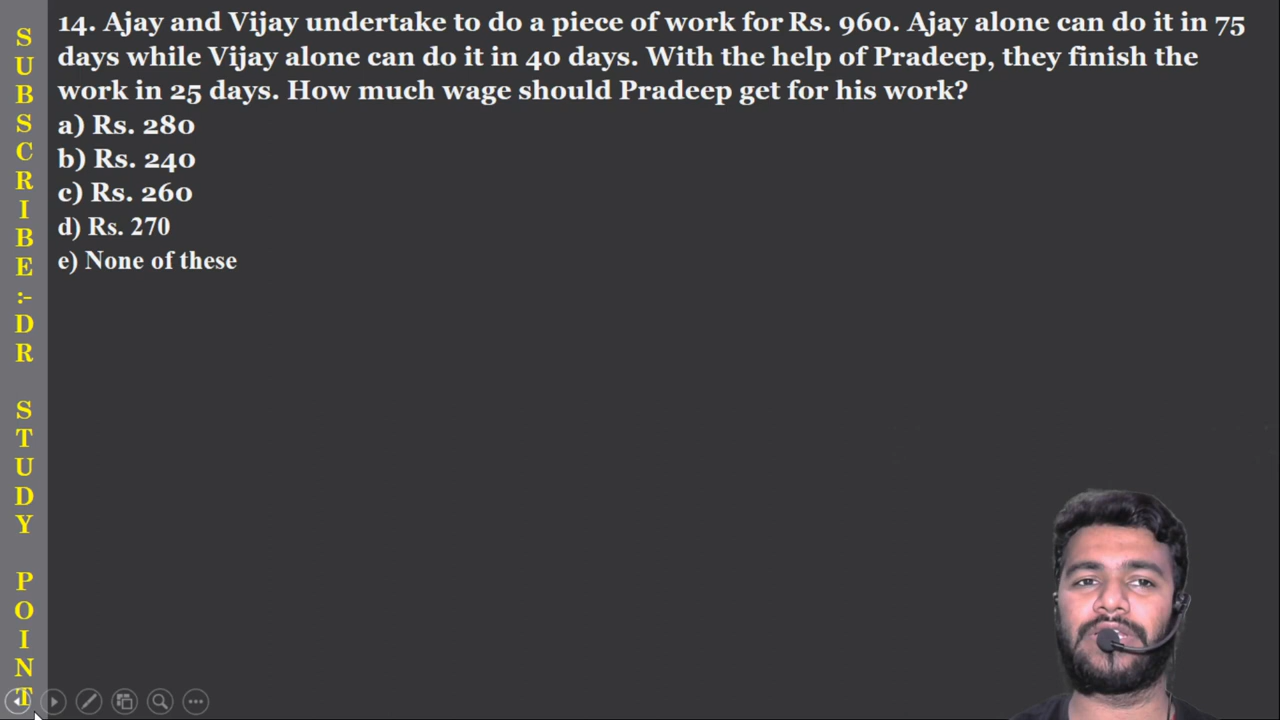 14. Ajay and Vijay undertake to do a piece of work for Rs. 960. Ajay alone can do it in 75
days while Vijay alone can do it in 40 days. With the help of Pradeep, they finish the
work in 25 days. How much wage should Pradeep get for his work?
a) Rs. 280
b) Rs. 240
c) Rs. 260
d) Rs. 270
e) None of these
SUBSCRIBE :- DR STUDY POINT